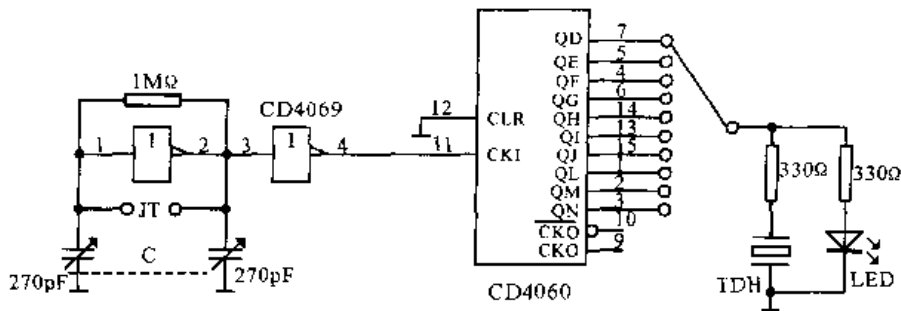 1MΩ
CD4069
1
1
2
3
1
4
JT
C
270pF
270pF
12
CLR
11
CKI
QD
7
QE
5
QF
4
QG
6
QH
14
QI
13
QJ
15
QL
1
QM
2
QN
3
CKO
10
CKO
9
CD4060
330Ω
330Ω
TDH
LED